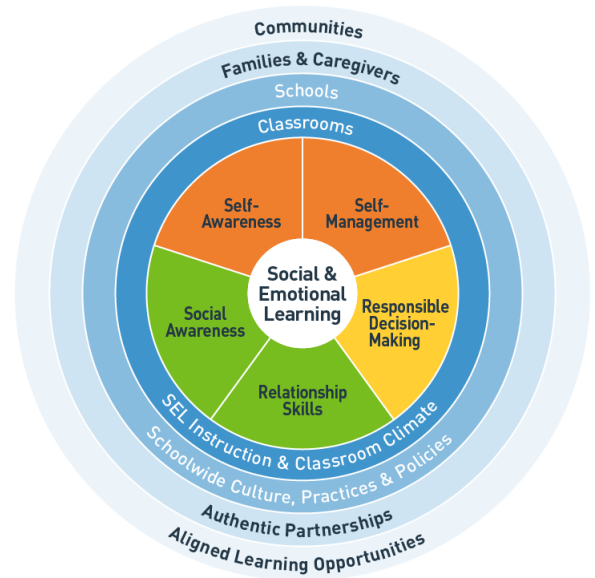 Communities
Families & Caregivers
Schools
Classrooms
Self-
Awareness
Self-
Management
Social &
Emotional
Learning
Social
Awareness
Responsible
Decision-
Making
Relationship
Skills
SEL Instruction & Classroom Climate
Schoolwide Culture, Practices & Policies
Authentic Partnerships
Aligned Learning Opportunities